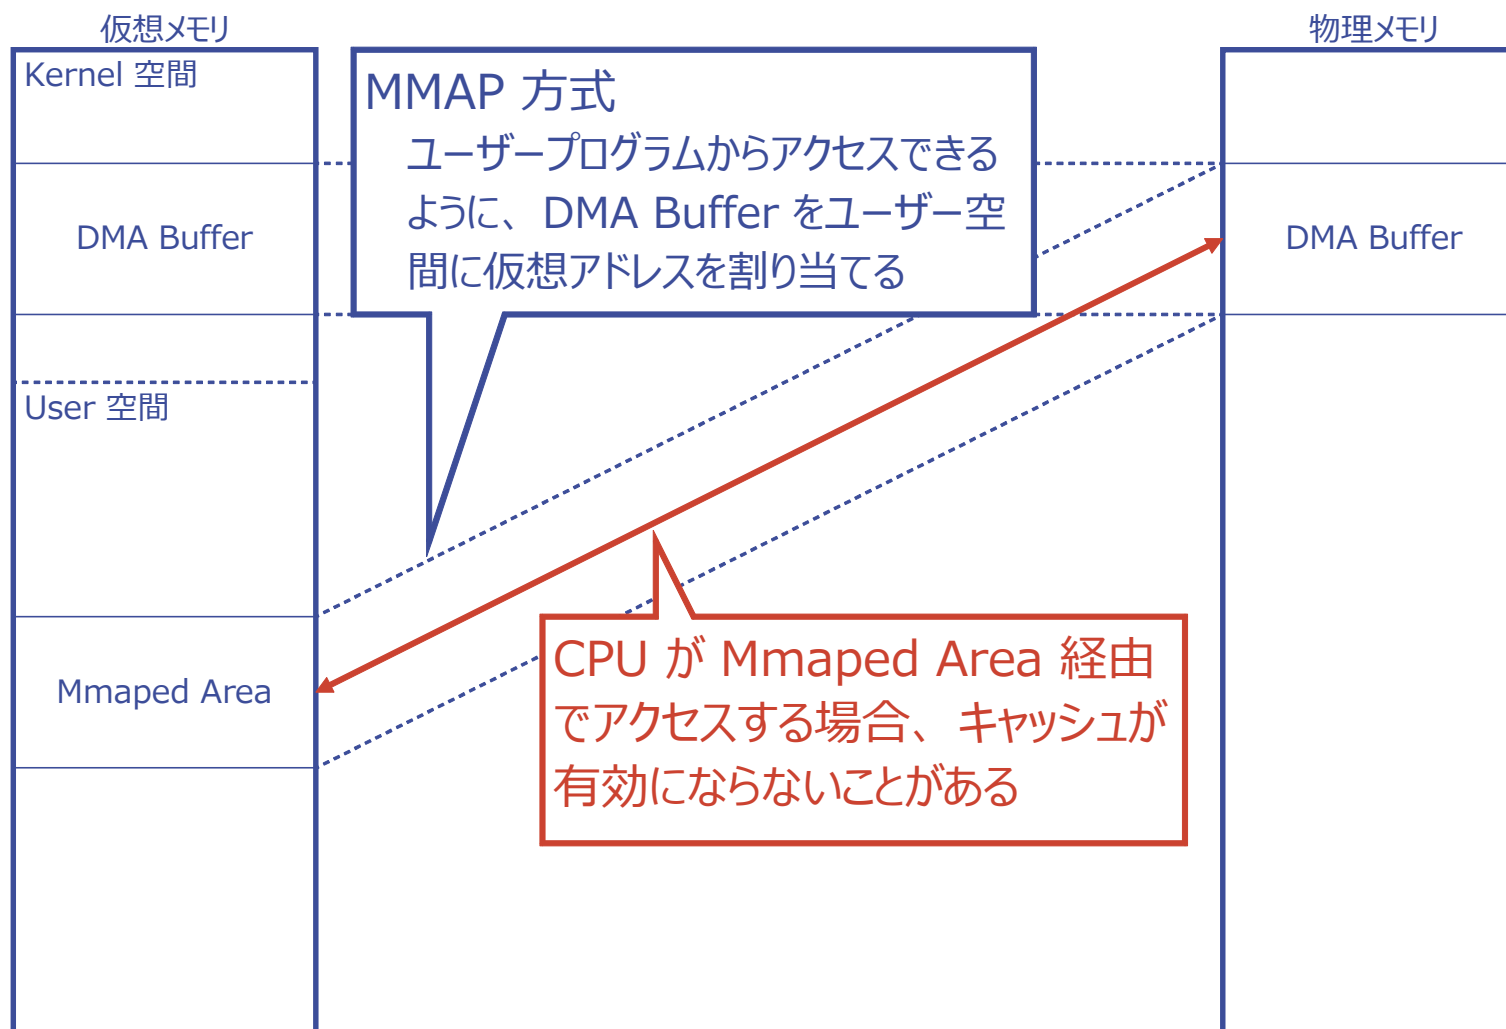 仮想メモリ
物理メモリ
Kernel 空間
MMAP 方式
ユーザープログラムからアクセスできる
ように、DMA Buffer をユーザー空
間に仮想アドレスを割り当てる
DMA Buffer
DMA Buffer
User 空間
Mmaped Area
CPU が Mmaped Area 経由
でアクセスする場合、キャッシュが
有効にならないことがある